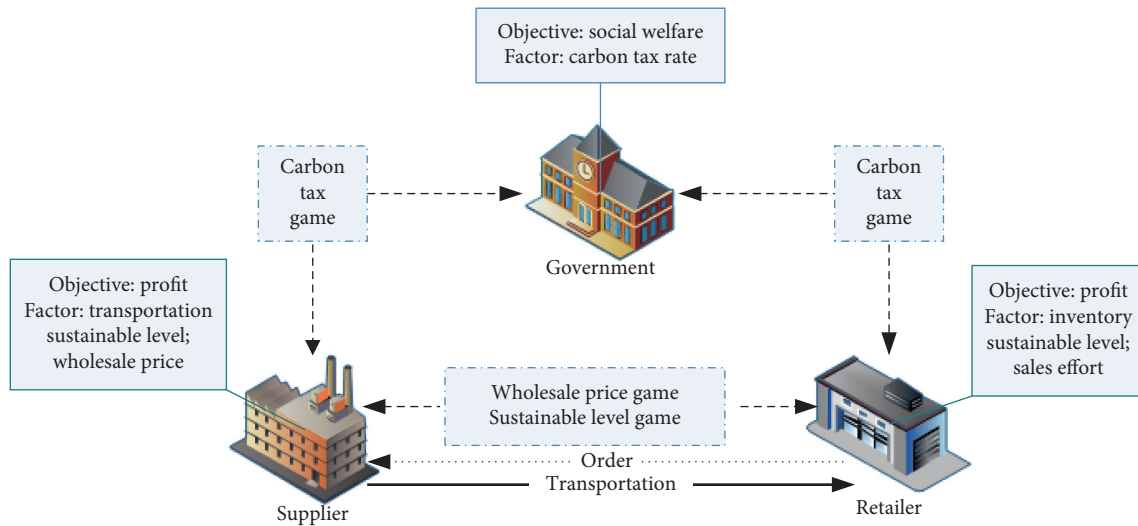 Objective: social welfare
Factor: carbon tax rate
Carbon
tax
game
Carbon
tax
game
Government
Objective: profit
Factor: transportation
sustainable level;
wholesale price
Objective: profit
Factor: inventory
sustainable level;
sales effort
Wholesale price game
Sustainable level game
Order
Transportation
Supplier
Retailer